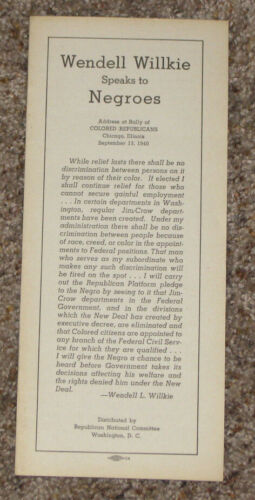 Wendell Willkie
Speaks to
Negroes
Address at Rally of
COLORED REPUBLICANS
Chicago, Illinois
September 13, 1940
While relief lasts there shall be no
discrimination between persons on it
by reason of their color. If elected I
shall continue relief for those who
cannot secure gainful employment
. . . In certain departments in Wash-
ington, regular Jim-Crow depart-
ments have been created. Under my
administration there shall be no dis-
crimination between people because
of race, creed, or color in the appoint-
ments to Federal positions. That man
who serves as my subordinate who
makes any such discrimination will
be fired on the spot . . . I will carry
out the Republican Platform pledge
to the Negro by seeing to it that Jim-
Crow departments in the Federal
Government, and in the divisions
which the New Deal has created by
executive decree, are eliminated and
that Colored citizens are appointed to
any branch of the Federal Civil Serv-
ice for which they are qualified . . .
I will give the Negro a chance to be
heard before Government takes its
decisions affecting his welfare and
the rights denied him under the New
Deal.
—Wendell L. Willkie
Distributed by
Republican National Committee
Washington, D. C.